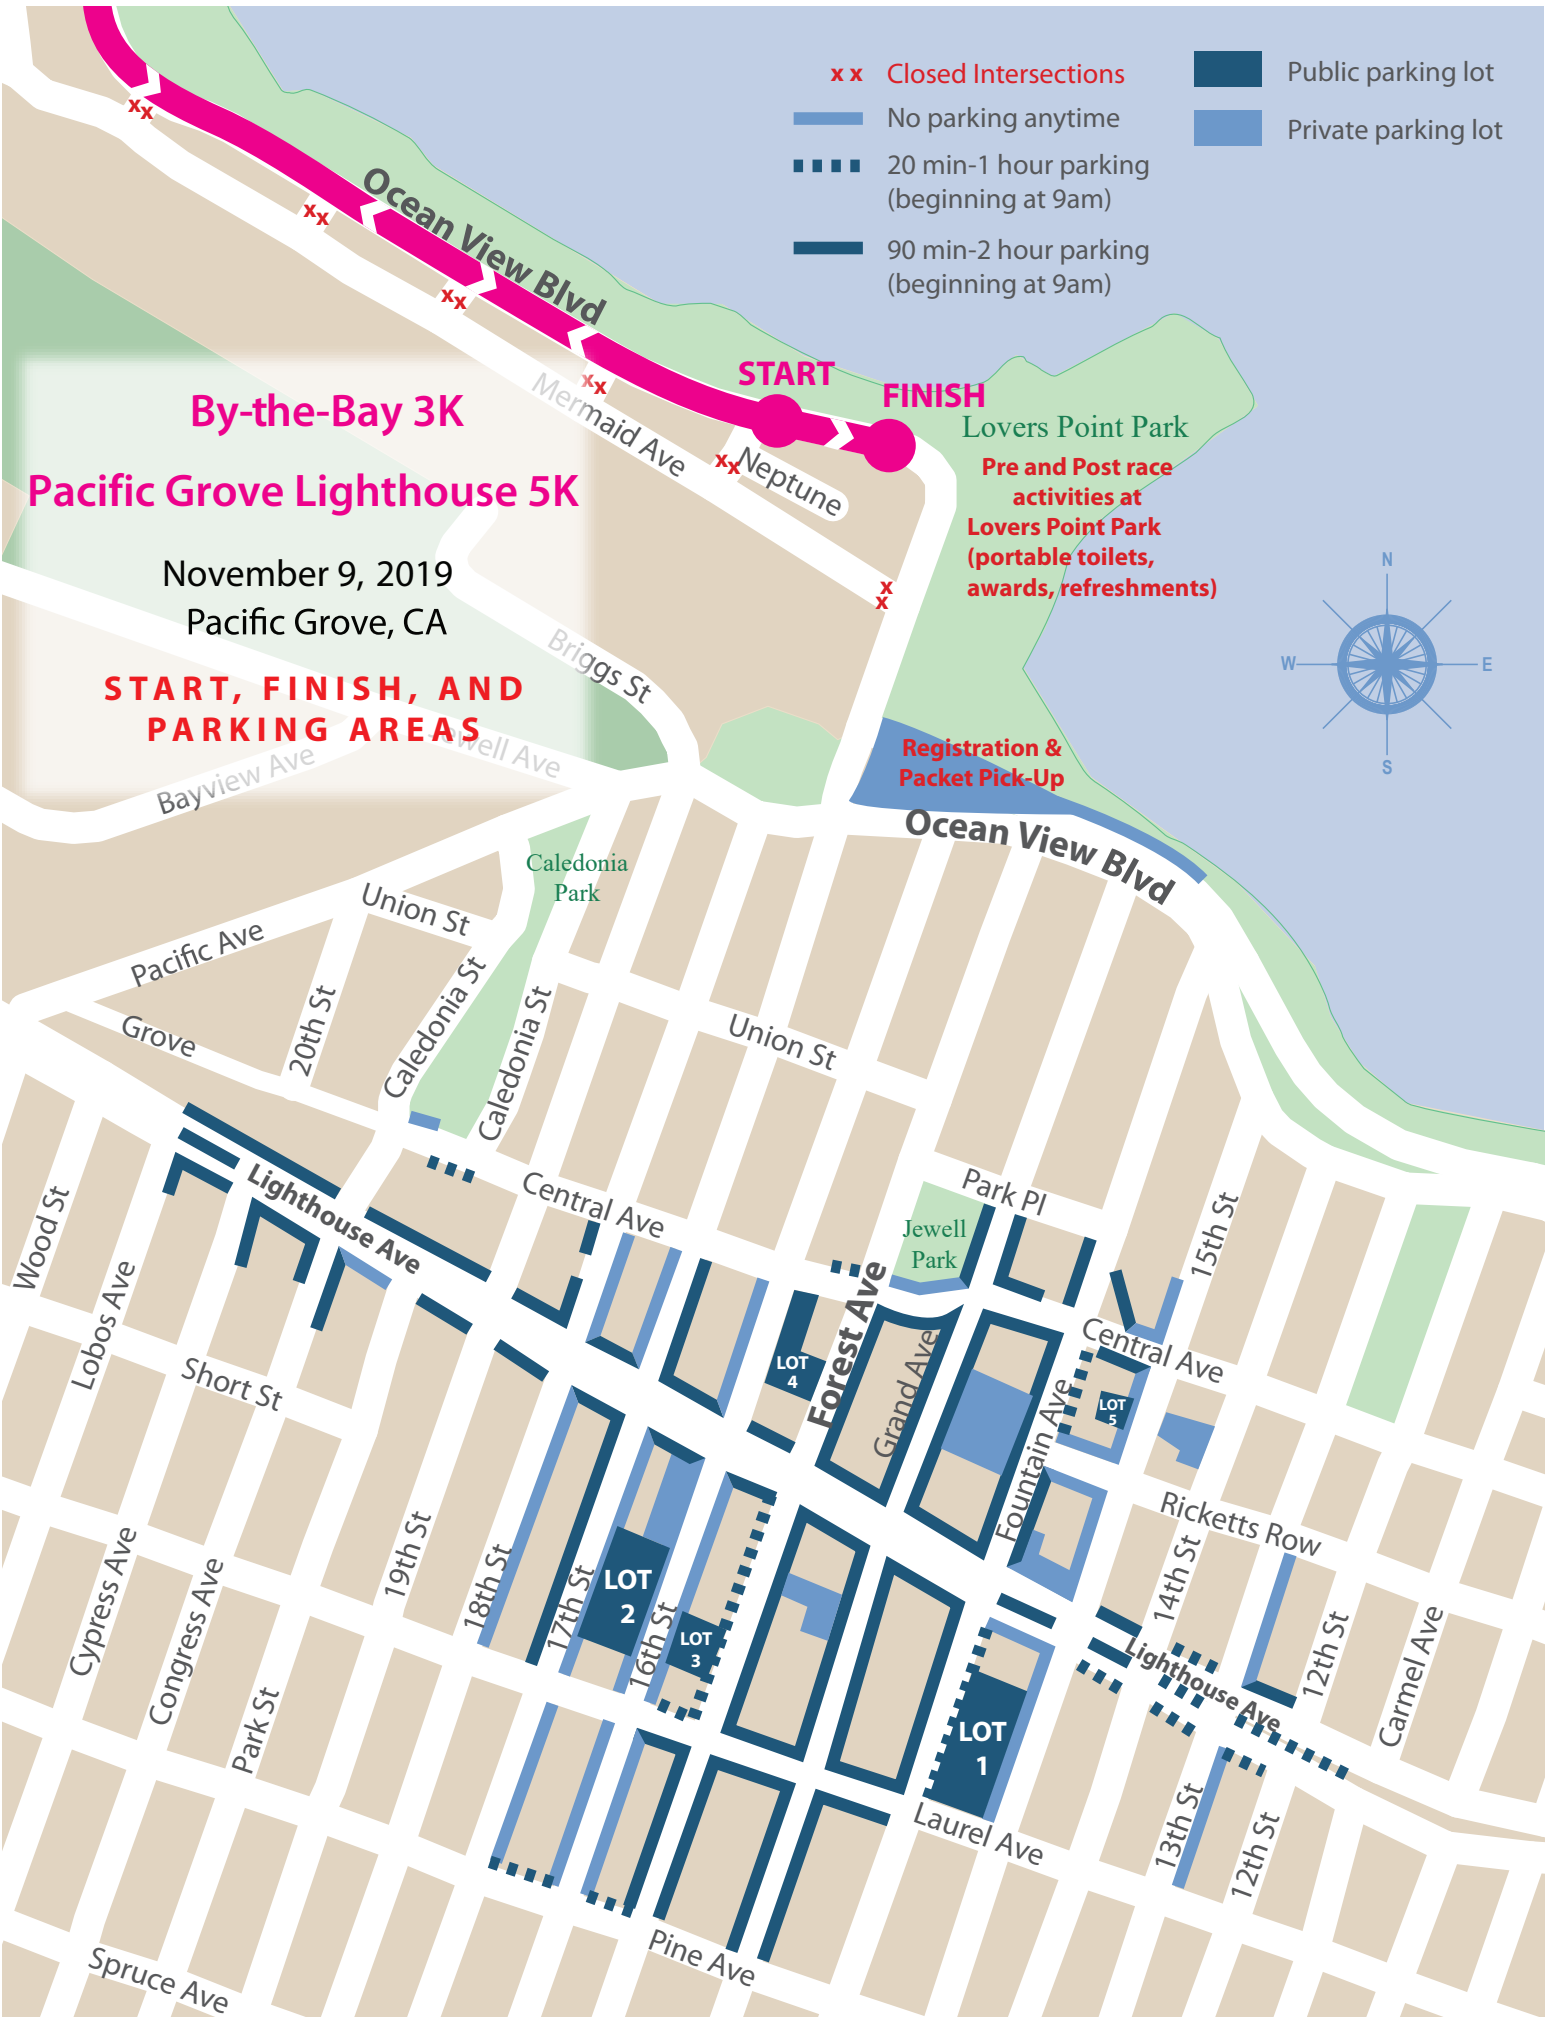 x x Closed Intersections
No parking anytime
20 min-1 hour parking
(beginning at 9am)
90 min-2 hour parking
(beginning at 9am)
Public parking lot
Private parking lot
xx
xx
xx
xx
xx
x
x
Ocean View Blvd
START
FINISH
Lovers Point Park
Pre and Post race
activities at
Lovers Point Park
(portable toilets,
awards, refreshments)
By-the-Bay 3K
Pacific Grove Lighthouse 5K
November 9, 2019
Pacific Grove, CA
START, FINISH, AND
PARKING AREAS
Mermaid Ave
Neptune
Briggs St
Jewell Ave
Bayview Ave
N
W
E
S
Registration &
Packet Pick-Up
Ocean View Blvd
Caledonia
Park
Union St
Pacific Ave
Grove
20th St
Caledonia St
Caledonia St
Union St
Central Ave
Park Pl
Jewell
Park
15th St
Lighthouse Ave
Wood St
Lobos Ave
Short St
Forest Ave
Grand Ave
Central Ave
LOT
4
LOT
5
Fountain Ave
Ricketts Row
Cypress Ave
Congress Ave
Park St
19th St
18th St
17th St
16th St
LOT
2
LOT
3
LOT
1
14th St
Lighthouse Ave
12th St
Carmel Ave
Laurel Ave
13th St
12th St
Pine Ave
Spruce Ave